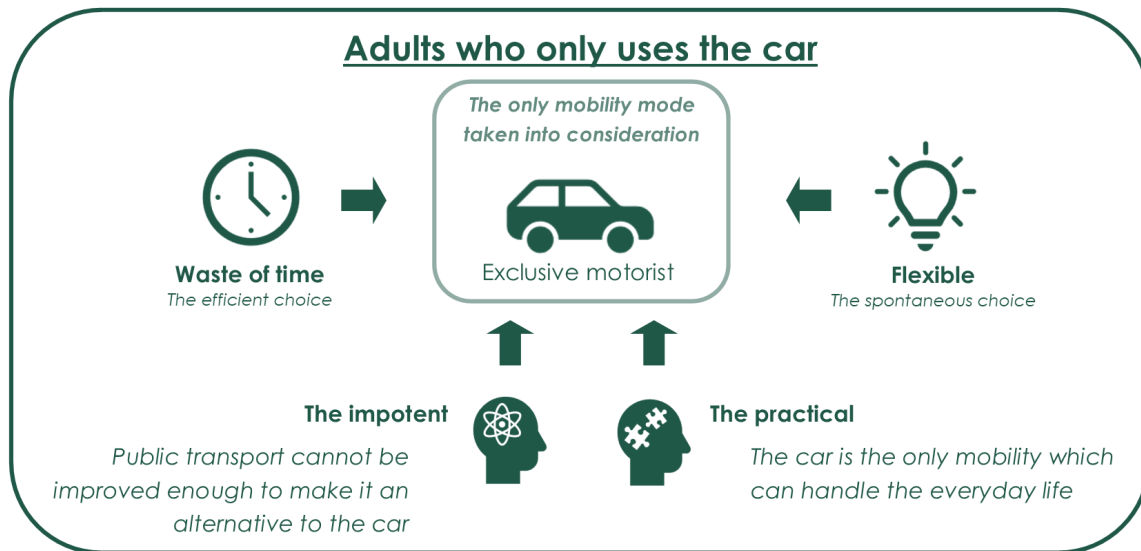 Adults who only uses the car
The only mobility mode
taken into consideration
Exclusive motorist
Waste of time
The efficient choice
Flexible
The spontaneous choice
The impotent
Public transport cannot be
improved enough to make it an
alternative to the car
The practical
The car is the only mobility which
can handle the everyday life